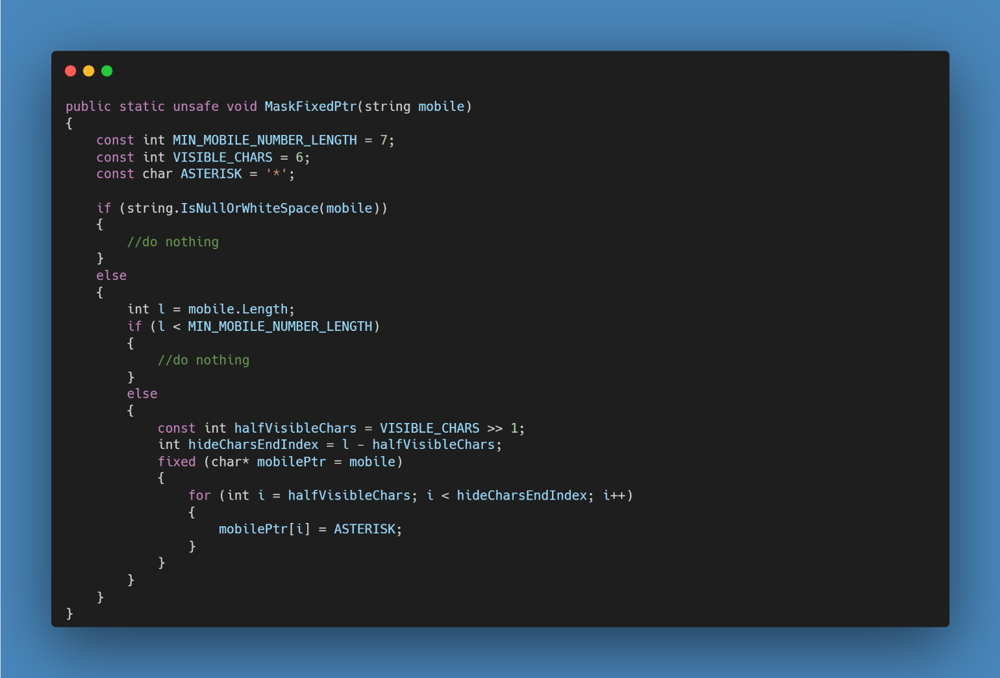 public static unsafe void MaskFixedPtr(string mobile)
{
    const int MIN_MOBILE_NUMBER_LENGTH = 7;
    const int VISIBLE_CHARS = 6;
    const char ASTERISK = '*';

    if (string.IsNullOrWhiteSpace(mobile))
    {
        //do nothing
    }
    else
    {
        int l = mobile.Length;
        if (l < MIN_MOBILE_NUMBER_LENGTH)
        {
            //do nothing
        }
        else
        {
            const int halfVisibleChars = VISIBLE_CHARS >> 1;
            int hideCharsEndIndex = l - halfVisibleChars;
            fixed (char* mobilePtr = mobile)
            {
                for (int i = halfVisibleChars; i < hideCharsEndIndex; i++)
                {
                    mobilePtr[i] = ASTERISK;
                }
            }
        }
    }
}